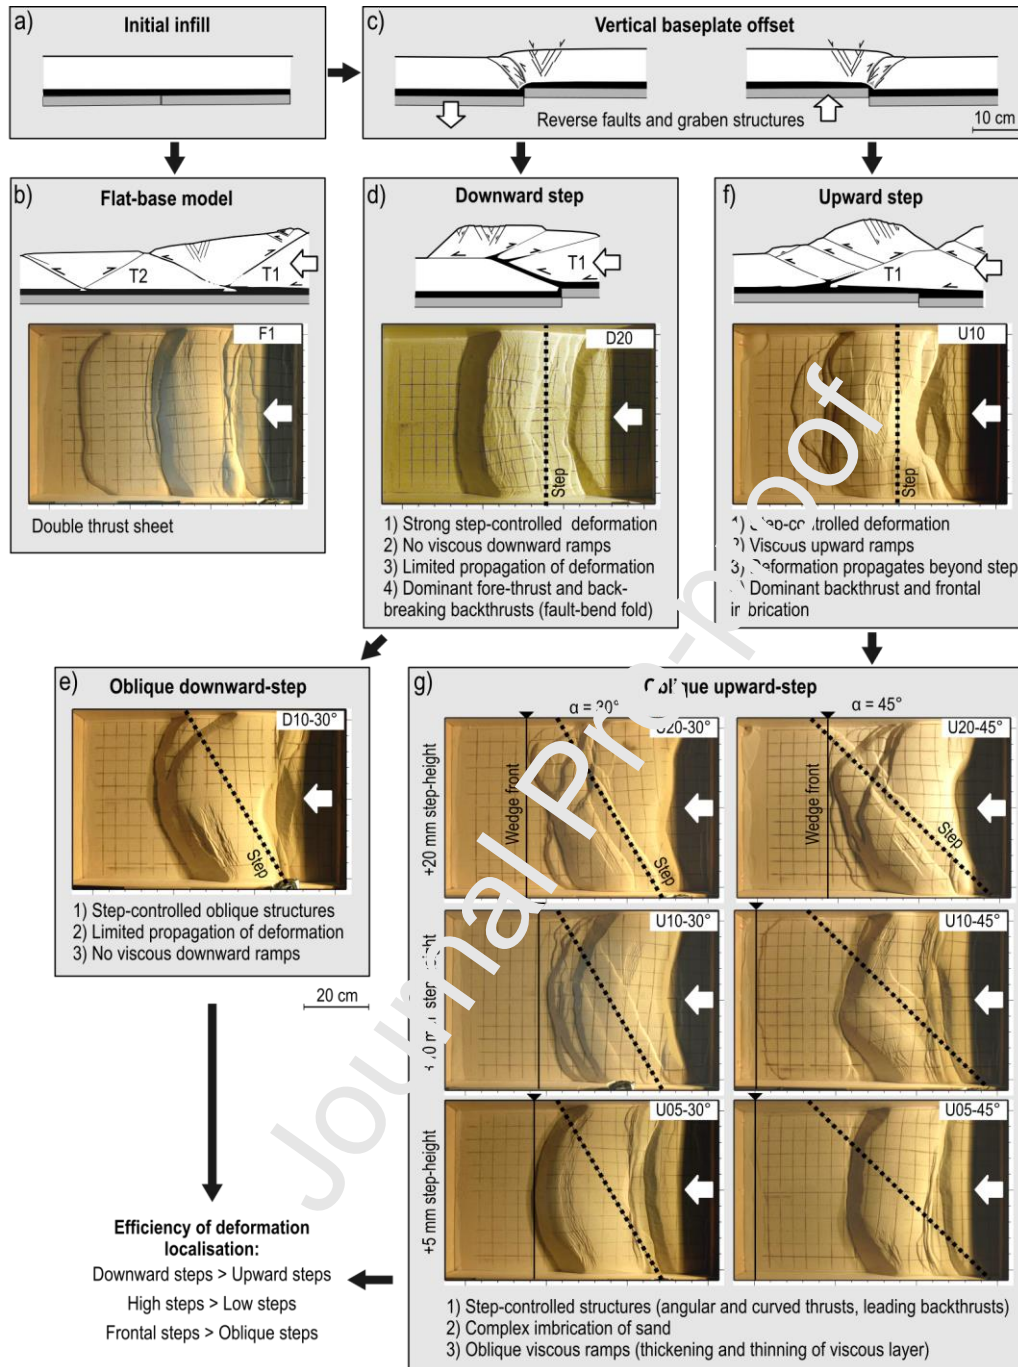 a) Initial infill
c) Vertical baseplate offset
Reverse faults and graben structures
10 cm
b) Flat-base model
T2
T1
F1
Double thrust sheet
d) Downward step
T1
D20
Step
1) Strong step-controlled deformation
2) No viscous downward ramps
3) Limited propagation of deformation
4) Dominant fore-thrust and back-
breaking backthrusts (fault-bend fold)
f) Upward step
T1
U10
Step
deformation
Viscous upward ramps
3) Deformation propagates beyond step
Dominant backthrust and frontal
e) Oblique downward-step
D10-30°
Step
1) Step-controlled oblique structures
2) Limited propagation of deformation
3) No viscous downward ramps
20 cm
g) Oblique upward-step
α = 30°
α = 45°
+20 mm step-height
Wedge front
U20-30°
Step
Wedge front
U20-45°
Step
U10-30°
U10-45°
+5 mm step-height
U05-30°
U05-45°
1) Step-controlled structures (angular and curved thrusts, leading backthrusts)
2) Complex imbrication of sand
3) Oblique viscous ramps (thickening and thinning of viscous layer)
Efficiency of deformation
localisation:
Downward steps > Upward steps
High steps > Low steps
Frontal steps > Oblique steps
Journal Pre-proof